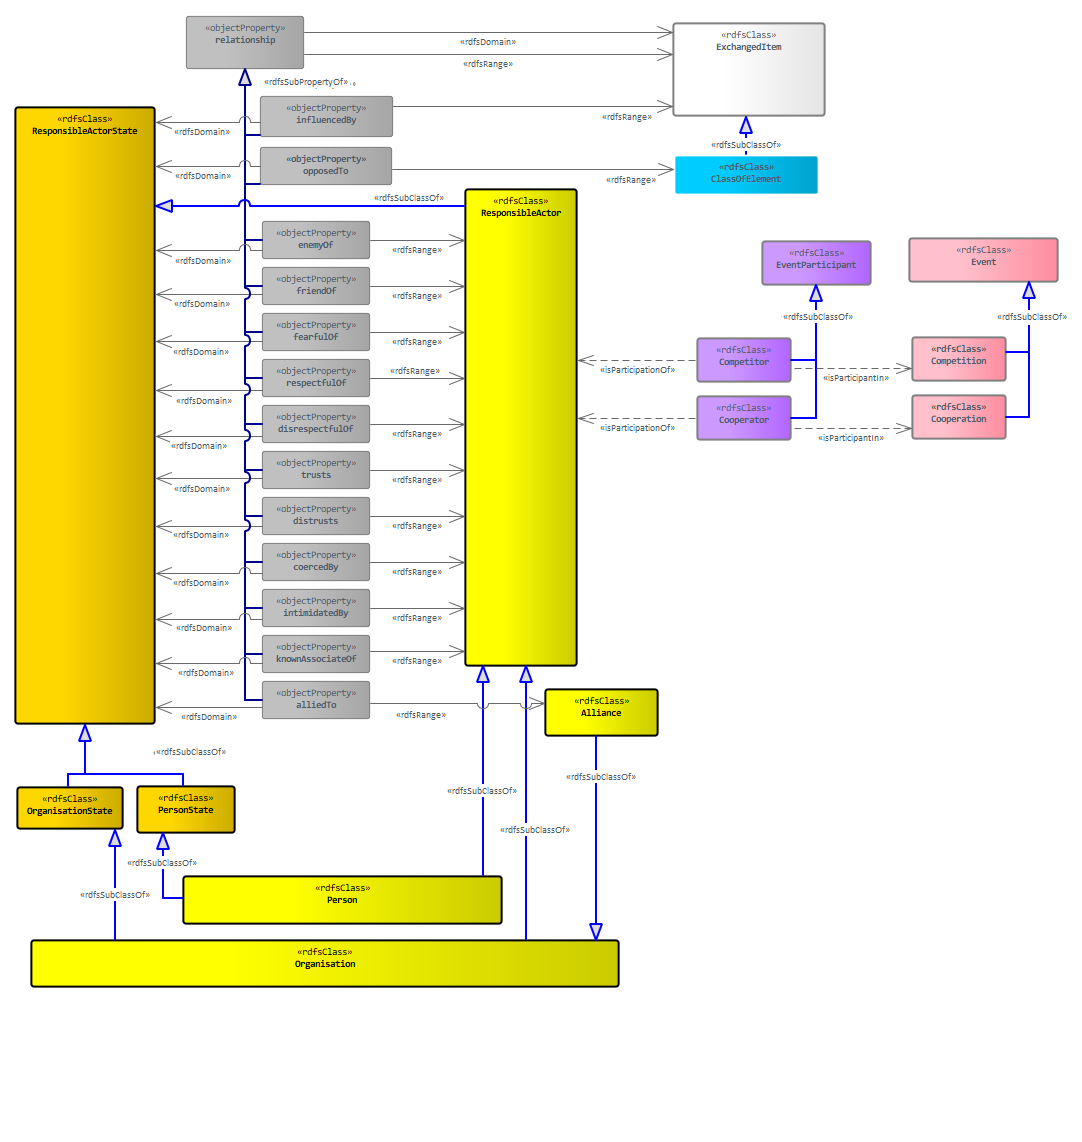 «objectProperty»
relationship
«rdfsDomain»
«rdfsRange»
«rdfsClass»
ExchangedItem
«rdfsSubPropertyOf»
«objectProperty»
influencedBy
«rdfsDomain»
«rdfsRange»
«rdfsClass»
ResponsibleActorState
«objectProperty»
opposedTo
«rdfsDomain»
«rdfsRange»
«rdfsSubClassOf»
«rdfsClass»
ClassOfElement
«rdfsSubClassOf»
«rdfsClass»
ResponsibleActor
«objectProperty»
enemyOf
«rdfsDomain»
«rdfsRange»
«objectProperty»
friendOf
«rdfsDomain»
«rdfsRange»
«objectProperty»
fearfulOf
«rdfsDomain»
«rdfsRange»
«objectProperty»
respectfulOf
«rdfsDomain»
«rdfsRange»
«objectProperty»
disrespectfulOf
«rdfsDomain»
«rdfsRange»
«objectProperty»
trusts
«rdfsDomain»
«rdfsRange»
«objectProperty»
distrusts
«rdfsDomain»
«rdfsRange»
«objectProperty»
coercedBy
«rdfsDomain»
«rdfsRange»
«objectProperty»
intimidatedBy
«rdfsDomain»
«rdfsRange»
«objectProperty»
knownAssociateOf
«rdfsDomain»
«rdfsRange»
«objectProperty»
alliedTo
«rdfsDomain»
«rdfsRange»
«rdfsClass»
Alliance
«rdfsClass»
EventParticipant
«rdfsClass»
Event
«rdfsSubClassOf»
«rdfsSubClassOf»
«rdfsClass»
Competitor
«isParticipationOf»
«isParticipantIn»
«rdfsClass»
Competition
«rdfsClass»
Cooperator
«isParticipationOf»
«isParticipantIn»
«rdfsClass»
Cooperation
«rdfsSubClassOf»
«rdfsClass»
OrganisationState
«rdfsClass»
PersonState
«rdfsSubClassOf»
«rdfsSubClassOf»
«rdfsSubClassOf»
«rdfsSubClassOf»
«rdfsSubClassOf»
«rdfsClass»
Person
«rdfsClass»
Organisation